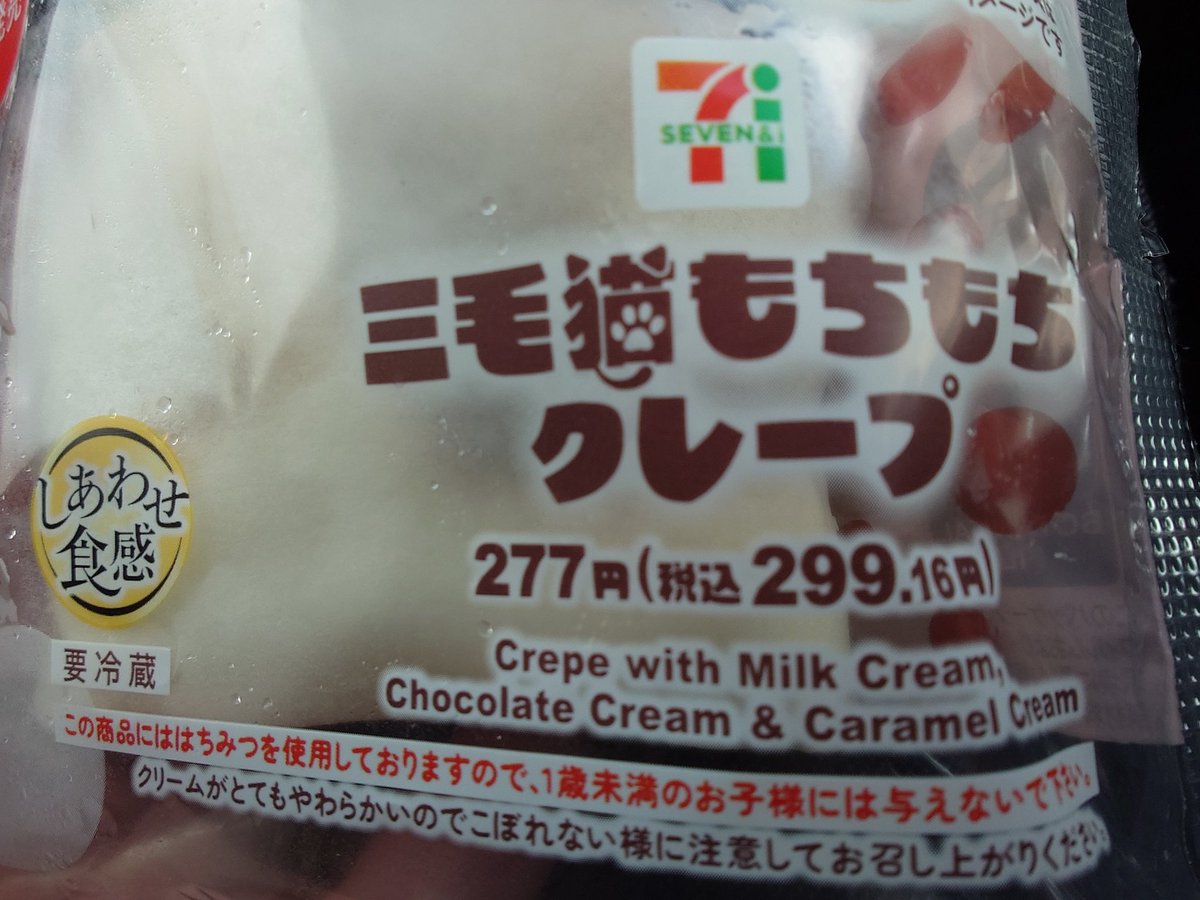 イメージです
SEVEN&i
三毛猫もちもち
クレープ
しあわせ
食感
277円(税込299.16円)
Crepe with Milk Cream,
Chocolate Cream & Caramel Cream
要冷蔵
この商品にははちみつを使用しておりますので、1歳未満のお子様には与えないで下さい。
クリームがとてもやわらかいのでこぼれない様に注意してお召し上がりください。